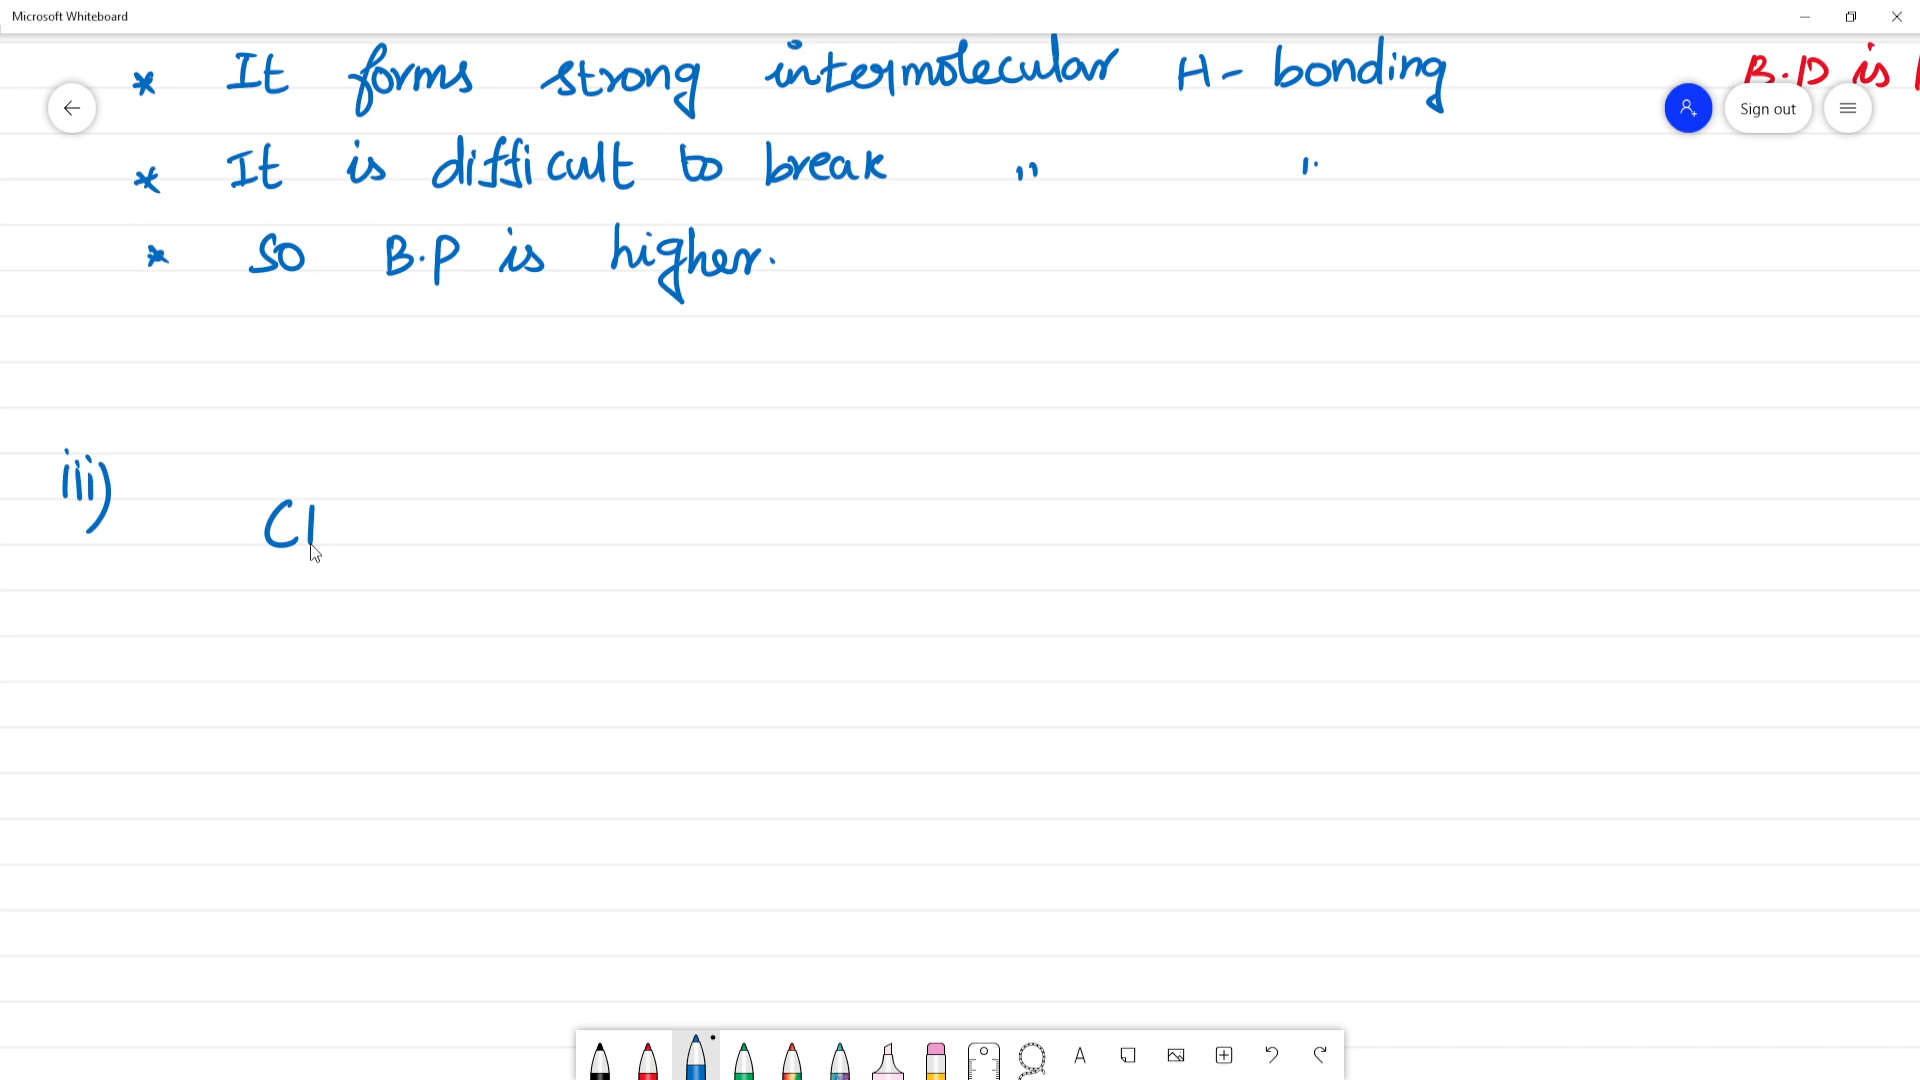 Microsoft Whiteboard
* It forms strong intermolecular H- bonding
B.D is
Sign out
* It is difficult to break " "
* SO B.P is higher.
iii)
Cl
A